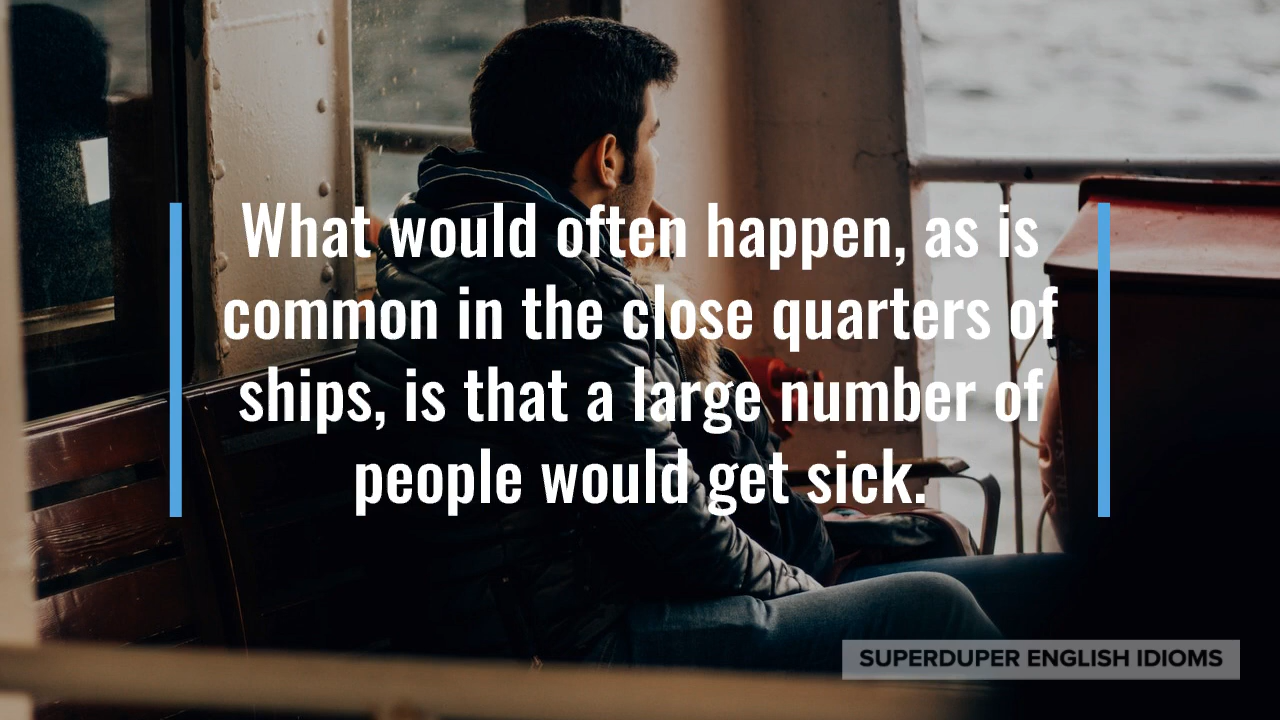 What would often happen, as is
common in the close quarters of
ships, is that a large number of
people would get sick.
SUPERDUPER ENGLISH IDIOMS